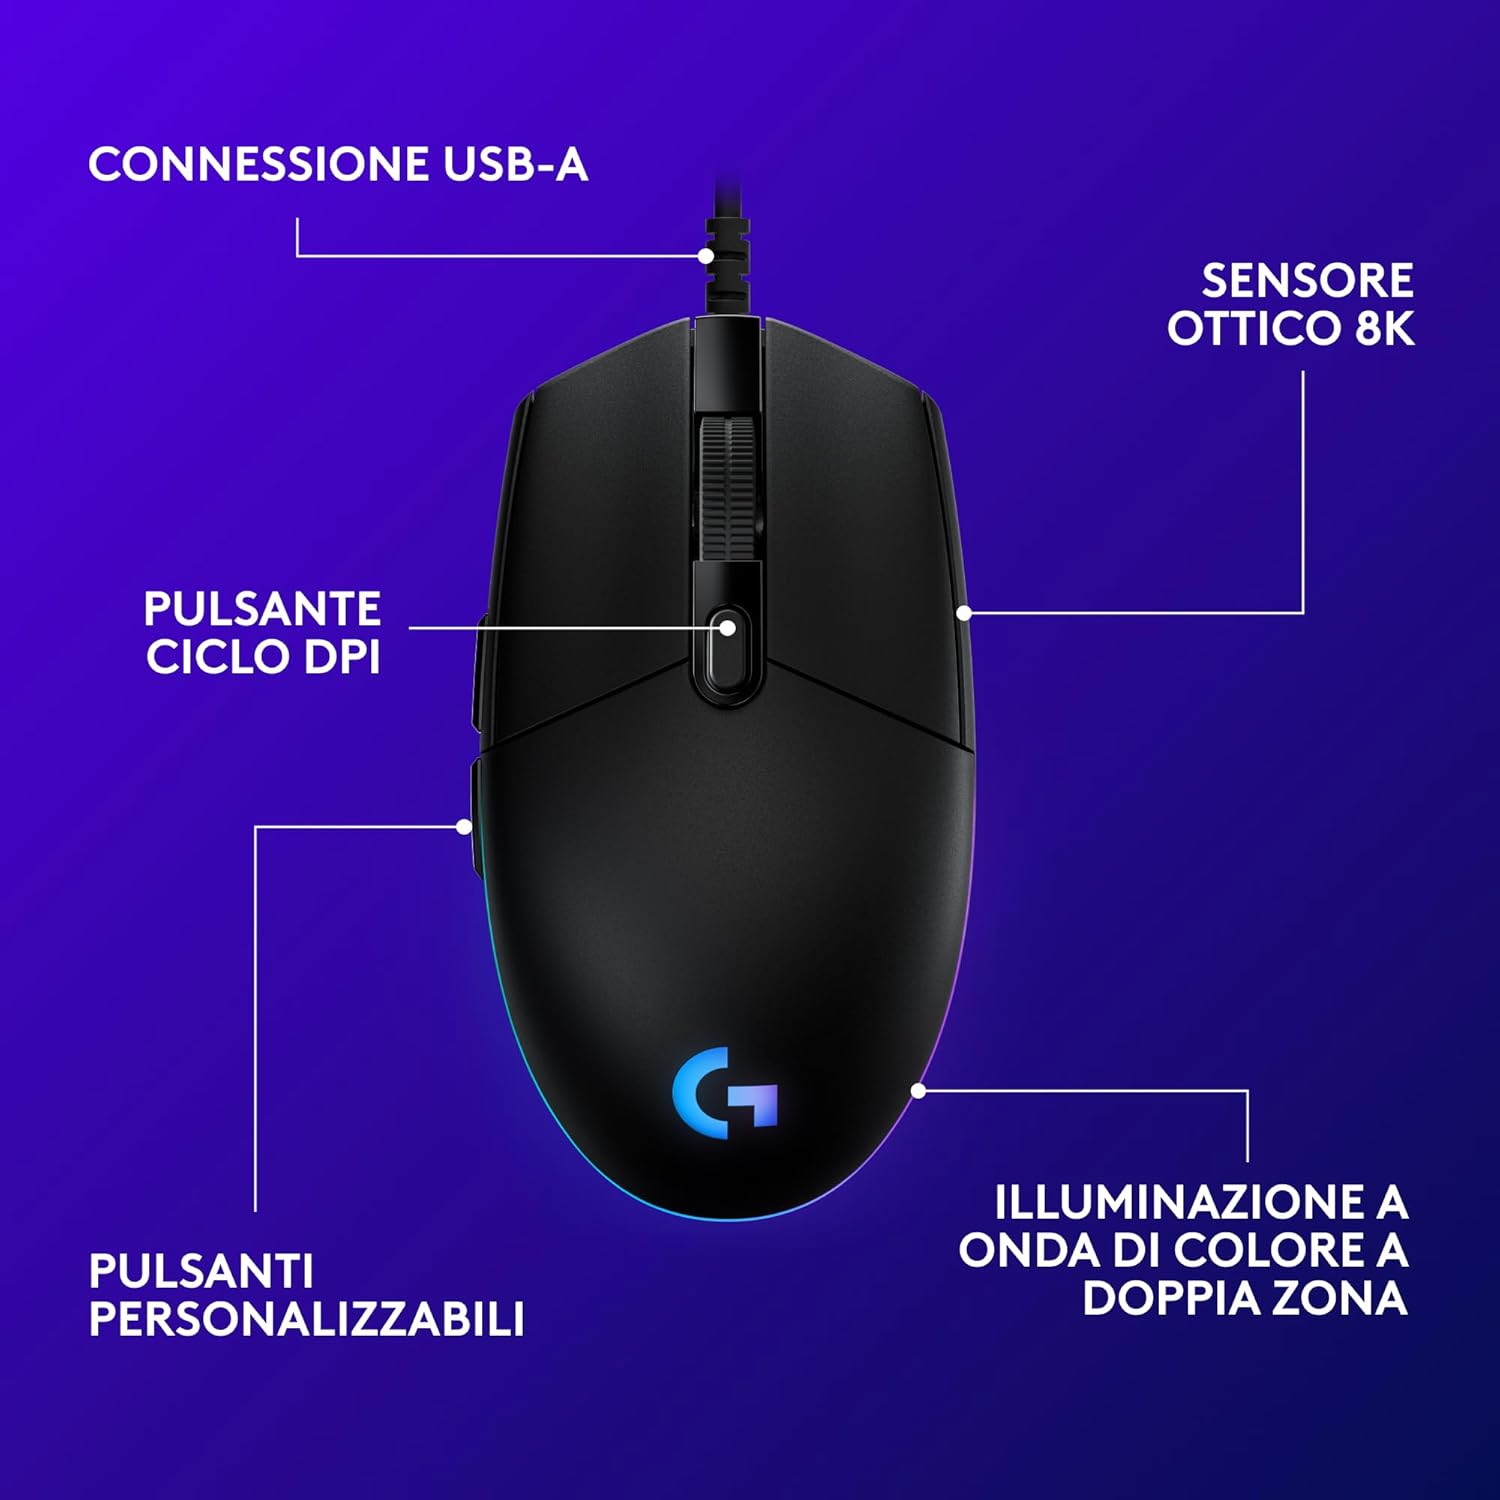 CONNESSIONE USB-A
SENSORE
OTTICO 8K
PULSANTE
CICLO DPI
PULSANTI
PERSONALIZZABILI
ILLUMINAZIONE A
ONDA DI COLORE A
DOPPIA ZONA